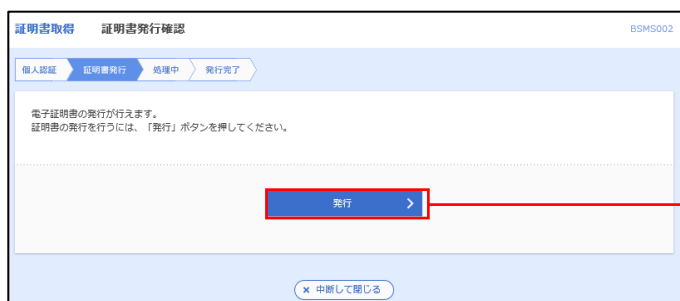 証明書取得 証明書発行確認 BSMS002
個人認証 証明書発行 処理中 発行完了
電子証明書の発行が行えます。
証明書の発行を行うには、「発行」ボタンを押してください。
発行
× 中断して閉じる